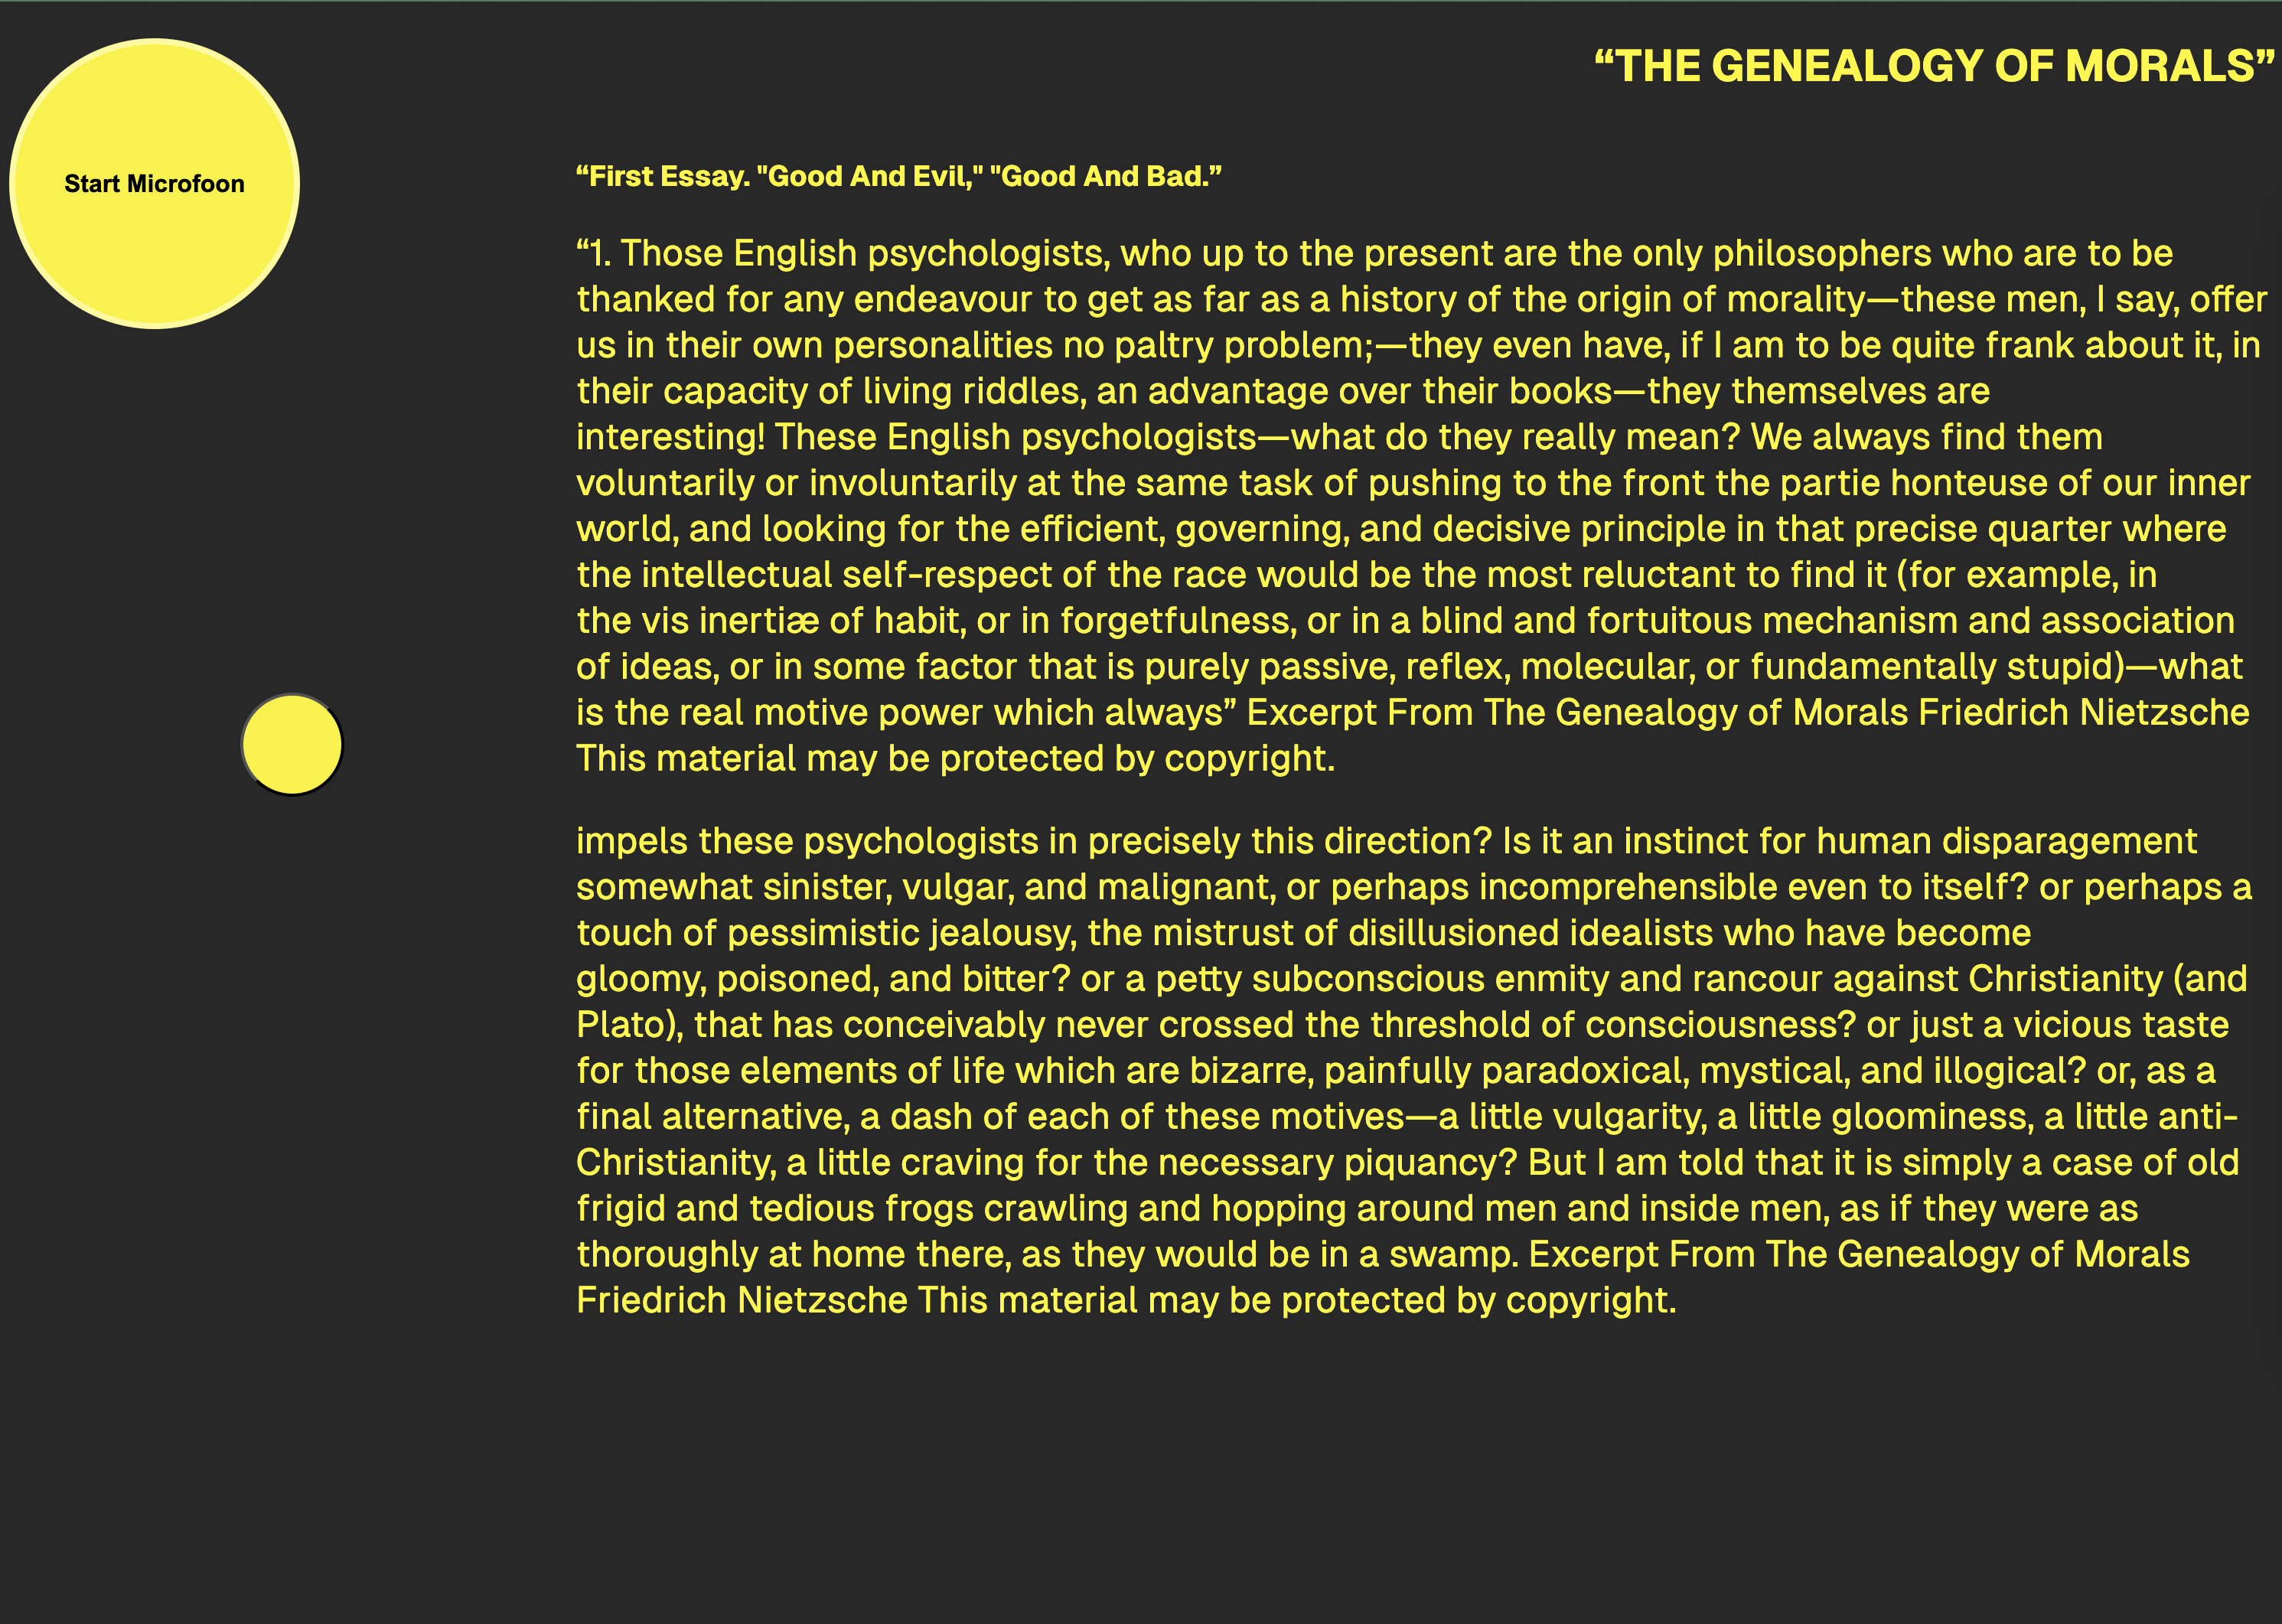 “THE GENEALOGY OF MORALS”
Start Microfoon
“First Essay. "Good And Evil," "Good And Bad.”
“1. Those English psychologists, who up to the present are the only philosophers who are to be
thanked for any endeavour to get as far as a history of the origin of morality—these men, I say, offer
us in their own personalities no paltry problem;—they even have, if I am to be quite frank about it, in
their capacity of living riddles, an advantage over their books—they themselves are
interesting! These English psychologists—what do they really mean? We always find them
voluntarily or involuntarily at the same task of pushing to the front the partie honteuse of our inner
world, and looking for the efficient, governing, and decisive principle in that precise quarter where
the intellectual self-respect of the race would be the most reluctant to find it (for example, in
the vis inertiæ of habit, or in forgetfulness, or in a blind and fortuitous mechanism and association
of ideas, or in some factor that is purely passive, reflex, molecular, or fundamentally stupid)—what
is the real motive power which always” Excerpt From The Genealogy of Morals Friedrich Nietzsche
This material may be protected by copyright.
impels these psychologists in precisely this direction? Is it an instinct for human disparagement
somewhat sinister, vulgar, and malignant, or perhaps incomprehensible even to itself? or perhaps a
touch of pessimistic jealousy, the mistrust of disillusioned idealists who have become
gloomy, poisoned, and bitter? or a petty subconscious enmity and rancour against Christianity (and
Plato), that has conceivably never crossed the threshold of consciousness? or just a vicious taste
for those elements of life which are bizarre, painfully paradoxical, mystical, and illogical? or, as a
final alternative, a dash of each of these motives—a little vulgarity, a little gloominess, a little anti-
Christianity, a little craving for the necessary piquancy? But I am told that it is simply a case of old
frigid and tedious frogs crawling and hopping around men and inside men, as if they were as
thoroughly at home there, as they would be in a swamp. Excerpt From The Genealogy of Morals
Friedrich Nietzsche This material may be protected by copyright.